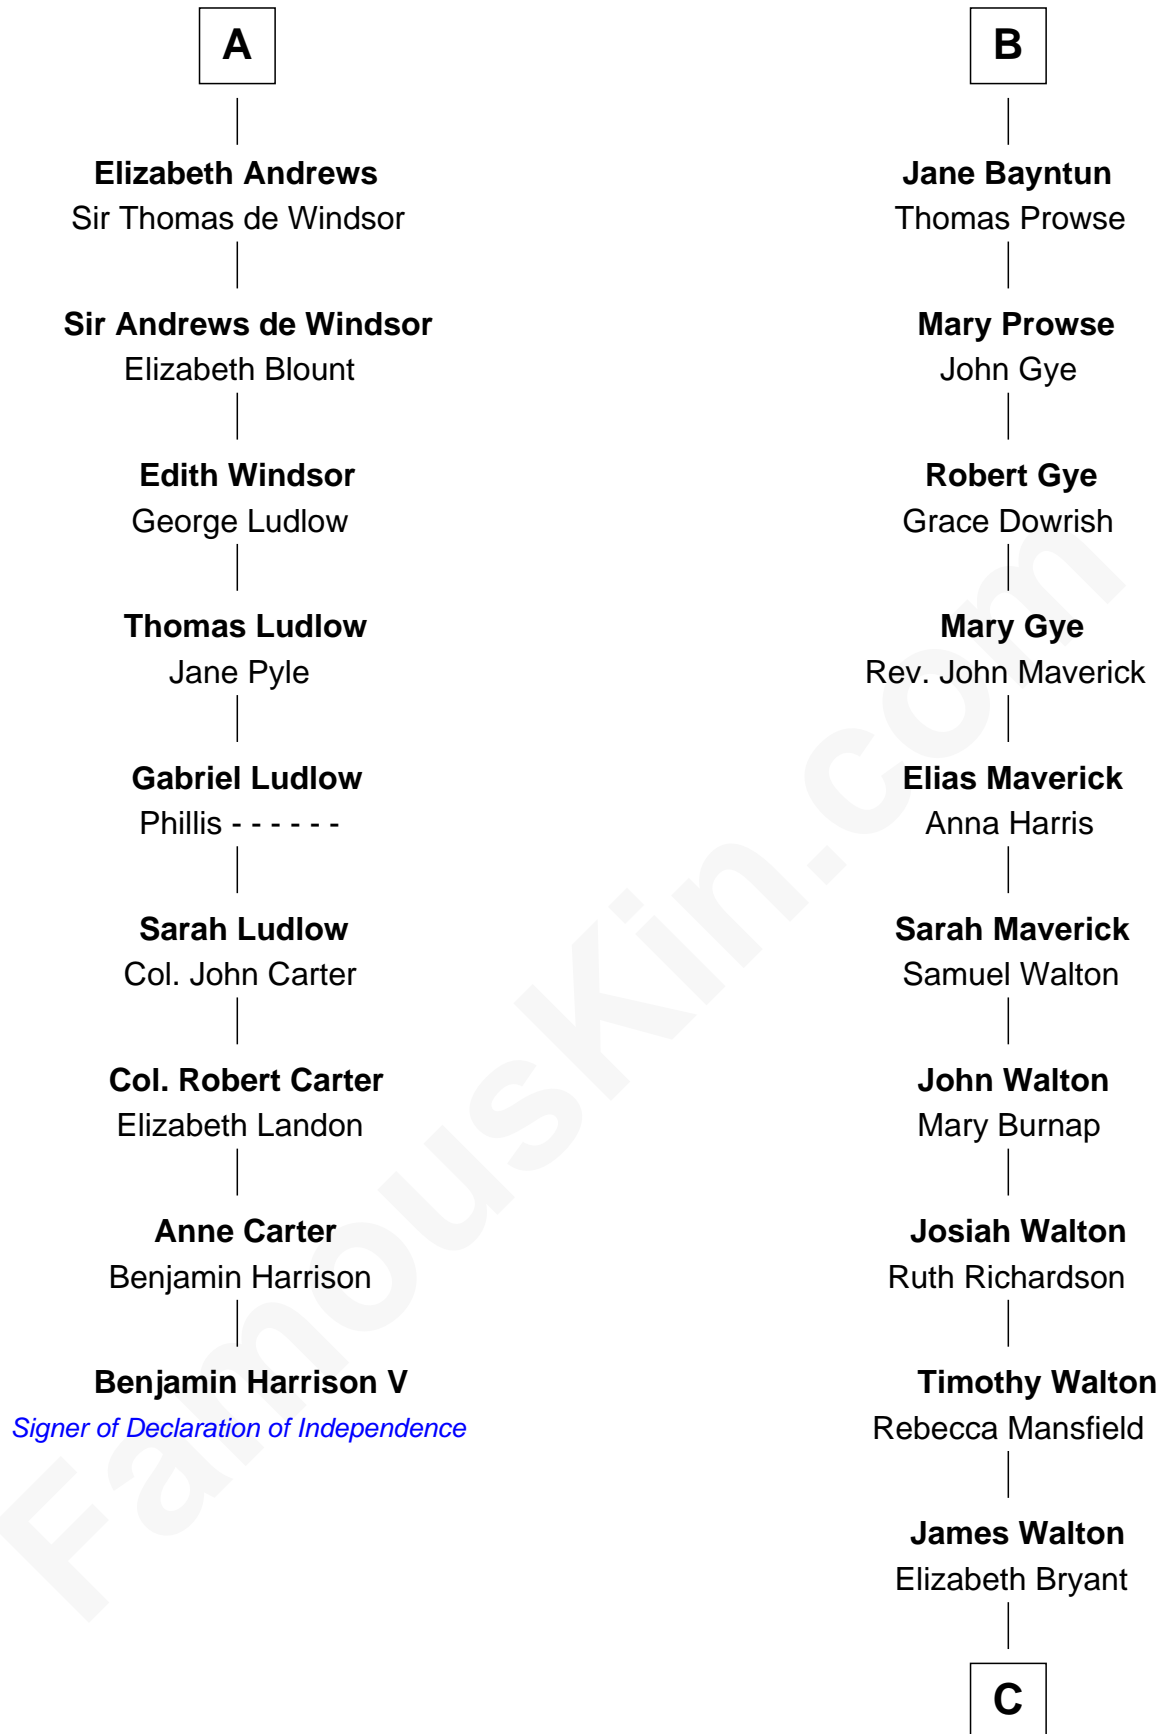 A
Elizabeth Andrews
Sir Thomas de Windsor
Sir Andrews de Windsor
Elizabeth Blount
Edith Windsor
George Ludlow
Thomas Ludlow
Jane Pyle
Gabriel Ludlow
Phillis - - - - - -
Sarah Ludlow
Col. John Carter
Col. Robert Carter
Elizabeth Landon
Anne Carter
Benjamin Harrison
Benjamin Harrison V
Signer of Declaration of Independence
B
Jane Bayntun
Thomas Prowse
Mary Prowse
John Gye
Robert Gye
Grace Dowrish
Mary Gye
Rev. John Maverick
Elias Maverick
Anna Harris
Sarah Maverick
Samuel Walton
John Walton
Mary Burnap
Josiah Walton
Ruth Richardson
Timothy Walton
Rebecca Mansfield
James Walton
Elizabeth Bryant
C
FamousKin.com